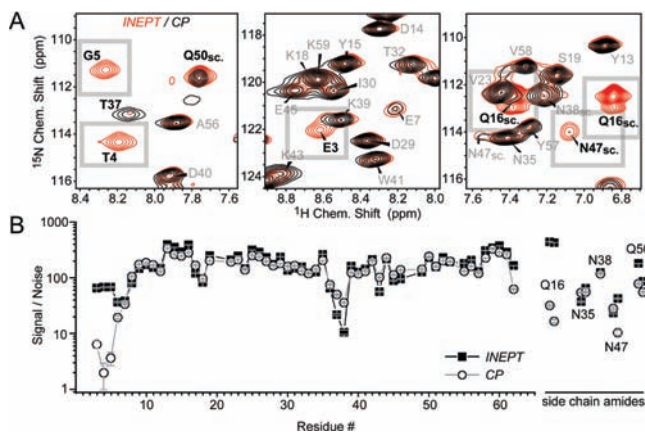 A INEPT / CP
15N Chem. Shift (ppm)
110
112
114
116
G5
Q50sc.
T37
A56
T4
D40
8.2 8.0 7.8 7.6
118
120
122
124
D14
K59
K18
Y15
T32
I30
E45
K39
E7
E3
D29
K43
W41
8.8 8.6 8.4 8.2 8.0
1H Chem. Shift (ppm)
110
112
114
116
V58
S19
Y13
V23
N38sc.
Q16sc.
Q16sc.
N47sc.
N35
Y57
N47sc.
7.6 7.4 7.2 7.0 6.8
B
Signal / Noise
1000
100
10
1
INEPT
CP
10 20 30 40 50 60
Residue #
Q50
N38
Q16
N35
N47
side chain amides